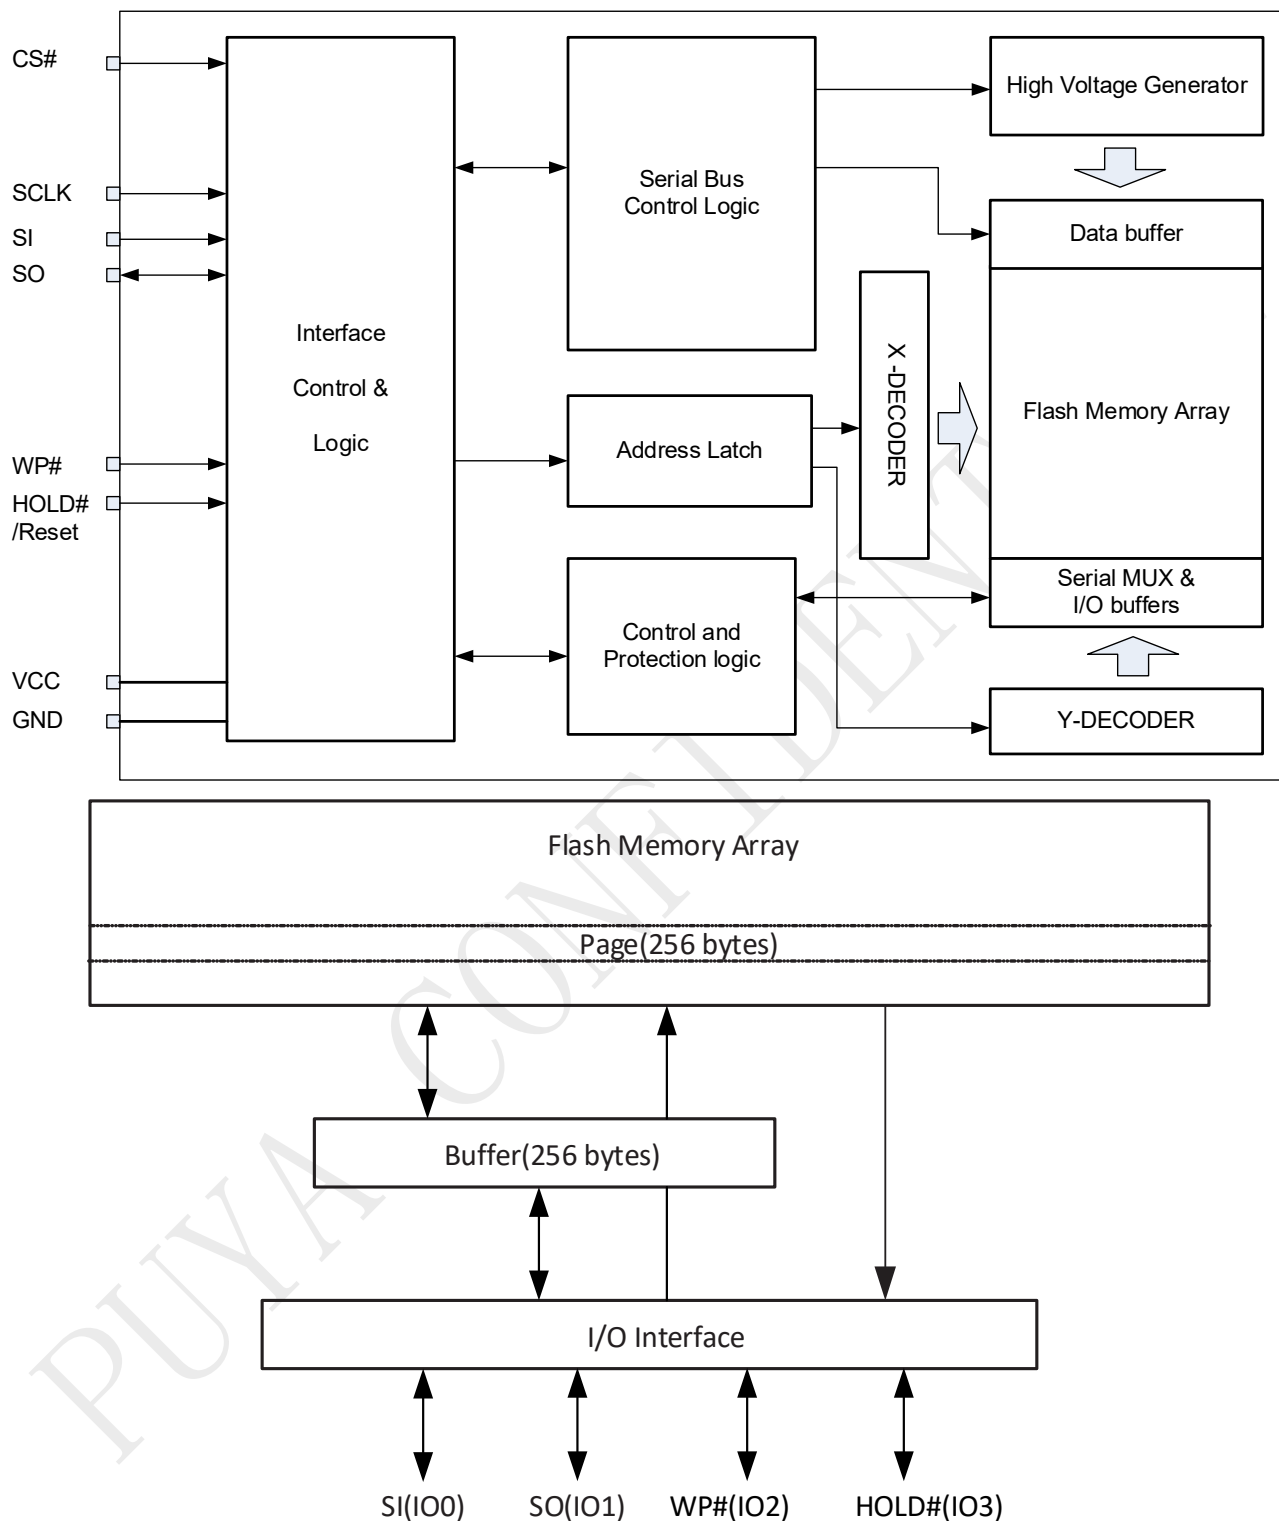 CS#
SCLK
SI
SO
WP#
HOLD#
/Reset
VCC
GND
Interface
Control &
Logic
Serial Bus
Control Logic
Address Latch
Control and
Protection logic
X -DECODER
High Voltage Generator
Data buffer
Flash Memory Array
Serial MUX &
I/O buffers
Y-DECODER
Flash Memory Array
Page(256 bytes)
Buffer(256 bytes)
I/O Interface
SI(IO0)
SO(IO1)
WP#(IO2)
HOLD#(IO3)
PUYA CONFIDENT